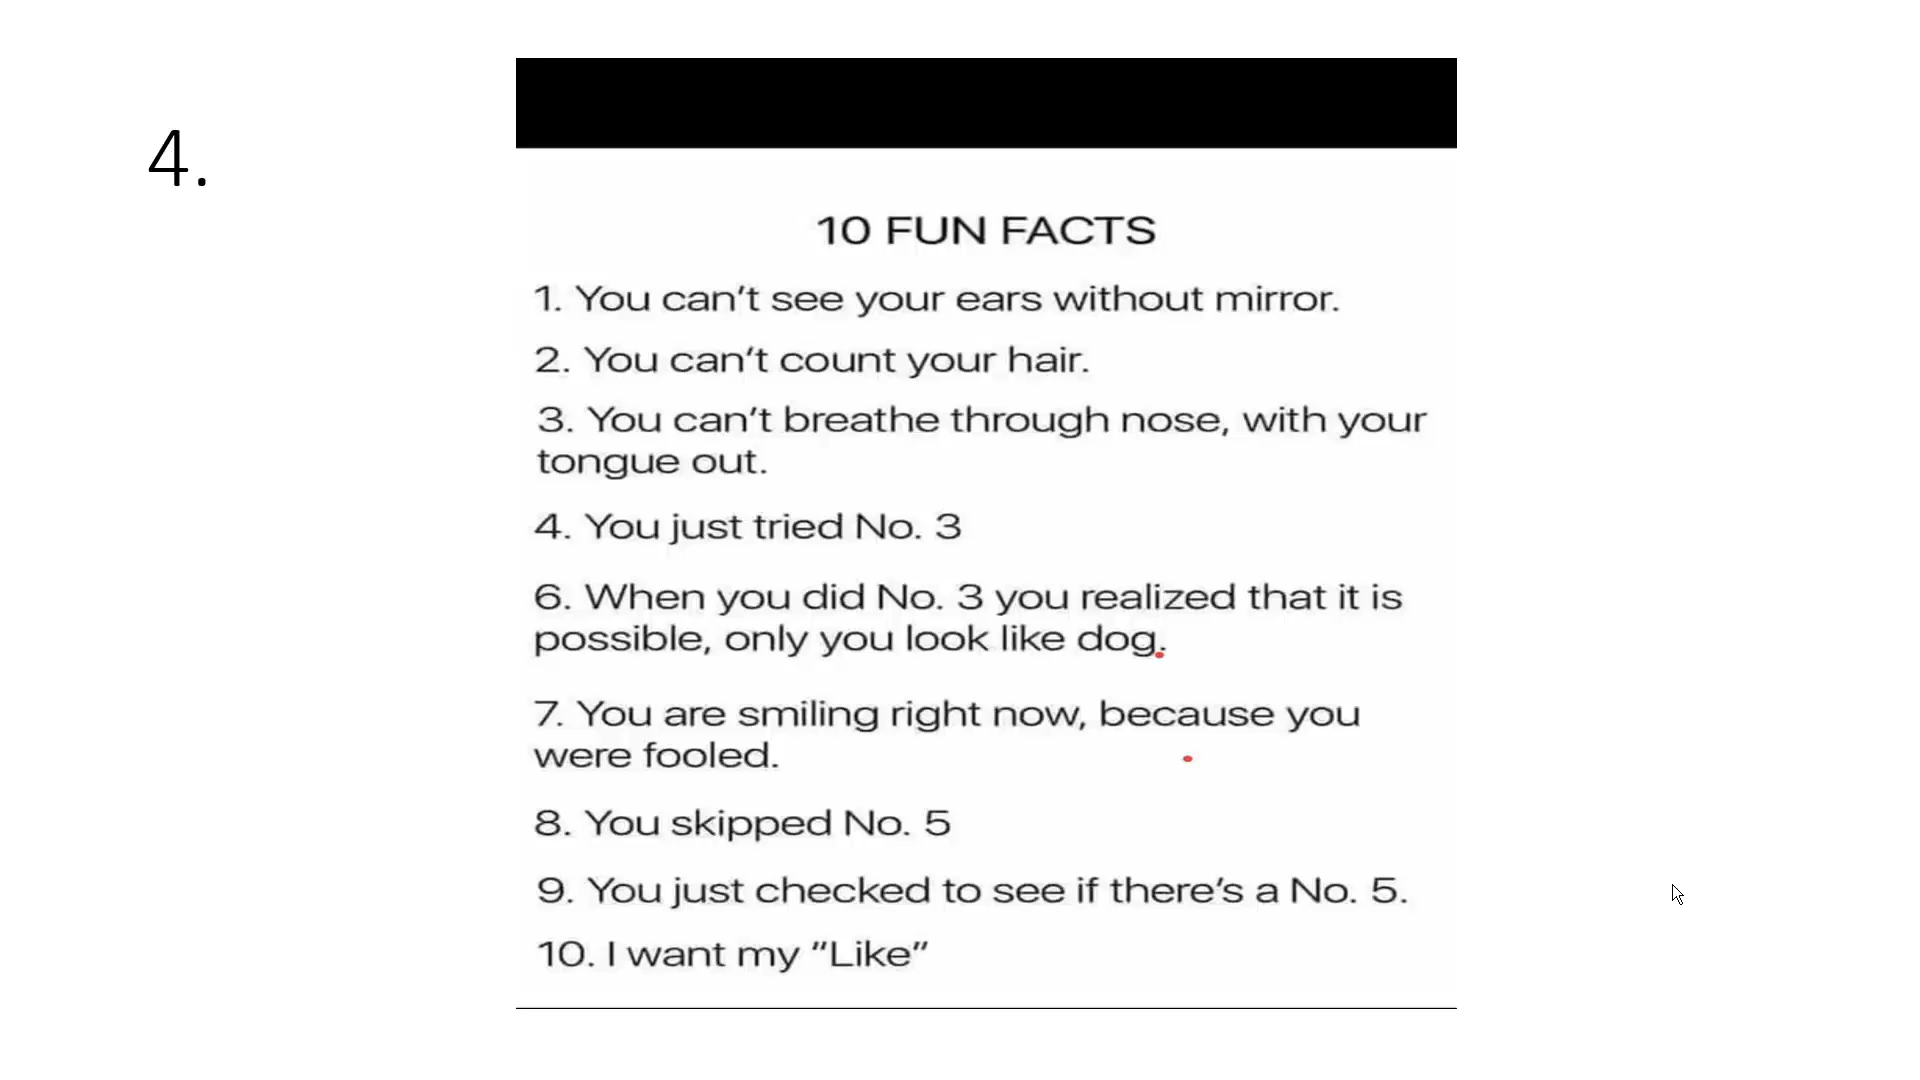 4.
10 FUN FACTS
1. You can't see your ears without mirror.
2. You can't count your hair.
3. You can't breathe through nose, with your
tongue out.
4. You just tried No. 3
6. When you did No. 3 you realized that it is
possible, only you look like dog.
7. You are smiling right now, because you
were fooled.
8. You skipped No. 5
9. You just checked to see if there's a No. 5.
10. I want my "Like"